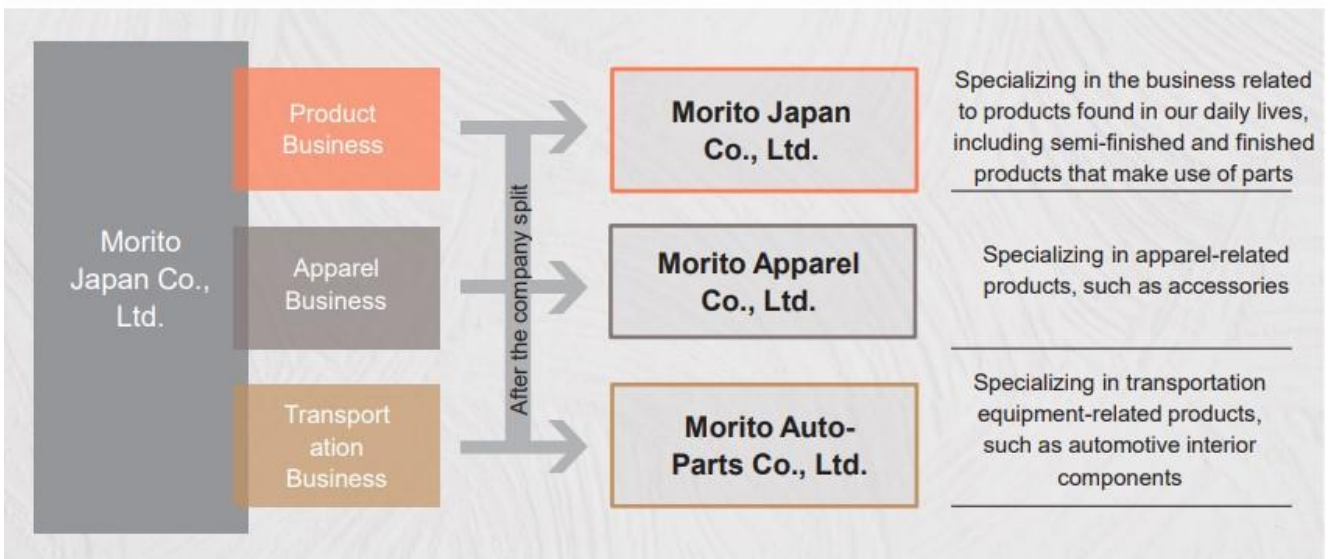 Morito
Japan Co.,
Ltd.
Product
Business
Apparel
Business
Transport
ation
Business
After the company split
Morito Japan
Co., Ltd.
Morito Apparel
Co., Ltd.
Morito Auto-
Parts Co., Ltd.
Specializing in the business related
to products found in our daily lives,
including semi-finished and finished
products that make use of parts
Specializing in apparel-related
products, such as accessories
Specializing in transportation
equipment-related products,
such as automotive interior
components